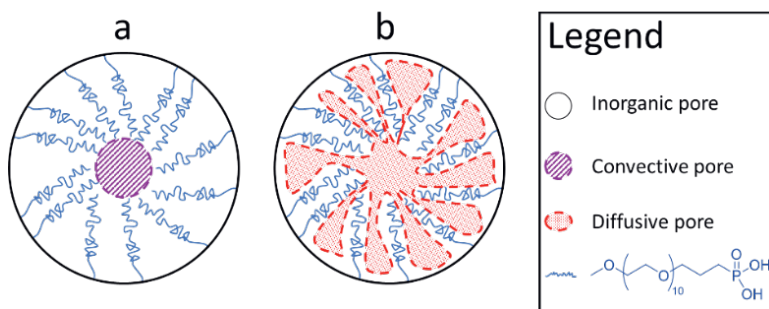 a
b
Legend
Inorganic pore
Convective pore
Diffusive pore
O
O
10
O
P
OH
OH